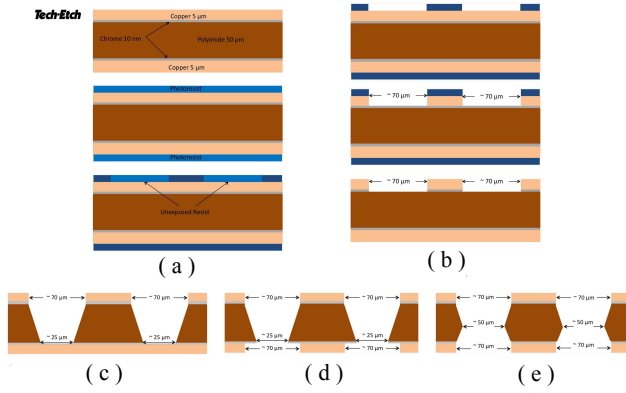 Tech-Etch
Copper 5 µm
Chrome 10 nm
Polyimide 50 µm
Copper 5 µm
Photoresist
Photoresist
Unexposed Resist
( a )
~ 70 µm
~ 70 µm
~ 70 µm
~ 70 µm
( b )
~ 70 µm
~ 70 µm
~ 25 µm
~ 25 µm
( c )
~ 70 µm
~ 70 µm
~ 25 µm
~ 25 µm
~ 70 µm
~ 70 µm
( d )
~ 70 µm
~ 70 µm
~ 50 µm
~ 50 µm
~ 70 µm
~ 70 µm
( e )